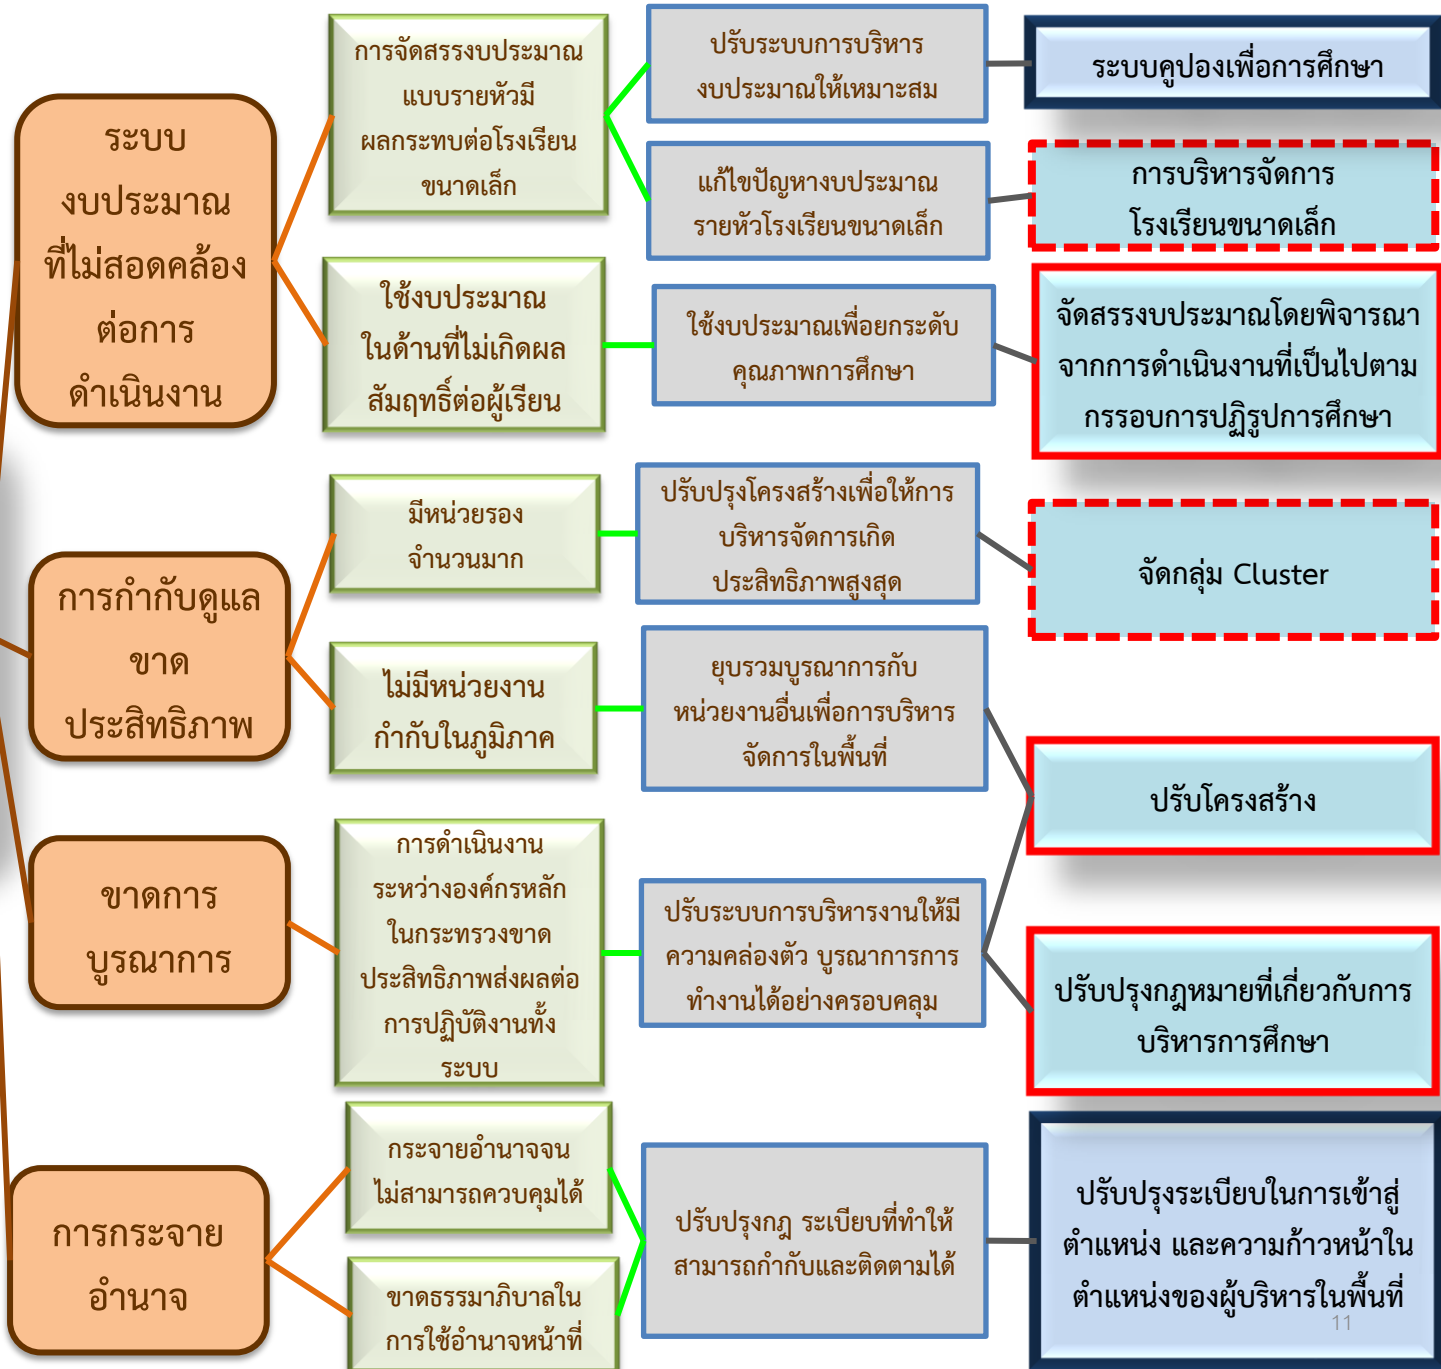 ระบบ
งบประมาณ
ที่ไม่สอดคล้อง
ต่อการ
ดำเนินงาน
การจัดสรรงบประมาณ
แบบรายหัวมี
ผลกระทบต่อโรงเรียน
ขนาดเล็ก
ปรับระบบการบริหาร
งบประมาณให้เหมาะสม
ระบบคูปองเพื่อการศึกษา
แก้ไขปัญหางบประมาณ
รายหัวโรงเรียนขนาดเล็ก
การบริหารจัดการ
โรงเรียนขนาดเล็ก
ใช้งบประมาณ
ในด้านที่ไม่เกิดผล
สัมฤทธิ์ต่อผู้เรียน
ใช้งบประมาณเพื่อยกระดับ
คุณภาพการศึกษา
จัดสรรงบประมาณโดยพิจารณา
จากการดำเนินงานที่เป็นไปตาม
กรรอบการปฏิรูปการศึกษา
การกำกับดูแล
ขาด
ประสิทธิภาพ
มีหน่วยรอง
จำนวนมาก
ปรับปรุงโครงสร้างเพื่อให้การ
บริหารจัดการเกิด
ประสิทธิภาพสูงสุด
จัดกลุ่ม Cluster
ไม่มีหน่วยงาน
กำกับในภูมิภาค
ยุบรวมบูรณาการกับ
หน่วยงานอื่นเพื่อการบริหาร
จัดการในพื้นที่
ปรับโครงสร้าง
ขาดการ
บูรณาการ
การดำเนินงาน
ระหว่างองค์กรหลัก
ในกระทรวงขาด
ประสิทธิภาพส่งผลต่อ
การปฏิบัติงานทั้ง
ระบบ
ปรับระบบการบริหารงานให้มี
ความคล่องตัว บูรณาการการ
ทำงานได้อย่างครอบคลุม
ปรับปรุงกฎหมายที่เกี่ยวกับการ
บริหารการศึกษา
การกระจาย
อำนาจ
กระจายอำนาจจน
ไม่สามารถควบคุมได้
ขาดธรรมาภิบาลใน
การใช้อำนาจหน้าที่
ปรับปรุงกฎ ระเบียบที่ทำให้
สามารถกำกับและติดตามได้
ปรับปรุงระเบียบในการเข้าสู่
ตำแหน่ง และความก้าวหน้าใน
ตำแหน่งของผู้บริหารในพื้นที่
11